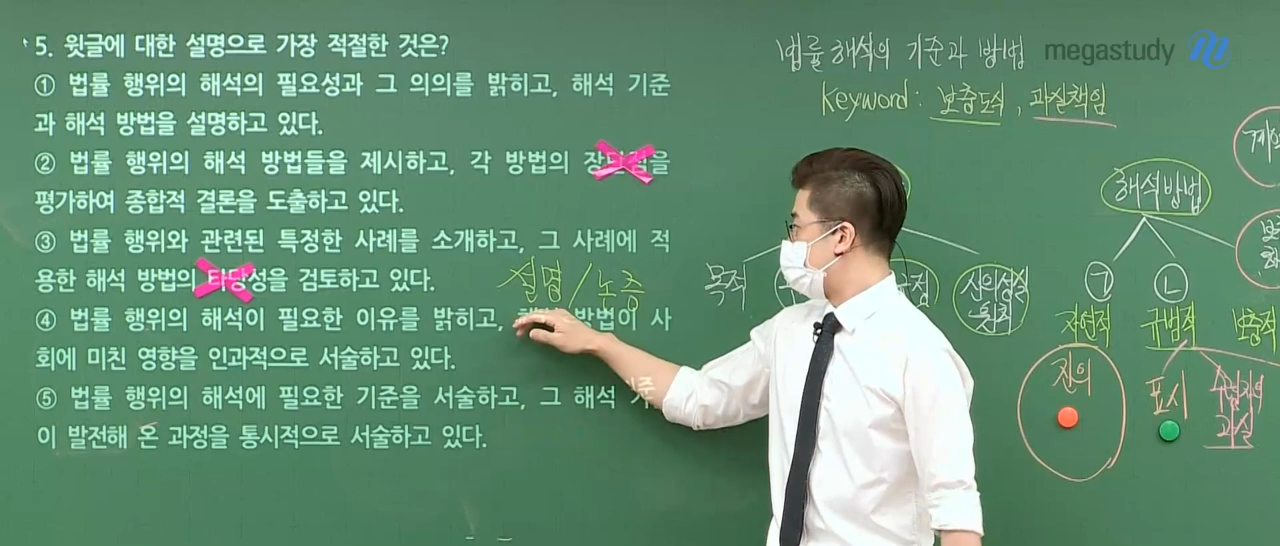 5. 윗글에 대한 설명으로 가장 적절한 것은?
① 법률 행위의 해석의 필요성과 그 의의를 밝히고, 해석 기준
과 해석 방법을 설명하고 있다.
② 법률 행위의 해석 방법들을 제시하고, 각 방법의 장단점을
평가하여 종합적 결론을 도출하고 있다.
③ 법률 행위와 관련된 특정한 사례를 소개하고, 그 사례에 적
용한 해석 방법의 타당성을 검토하고 있다.
설명 / 논증
④ 법률 행위의 해석이 필요한 이유를 밝히고, 방법이 사
회에 미친 영향을 인과적으로 서술하고 있다.
⑤ 법률 행위의 해석에 필요한 기준을 서술하고, 그 해석 기준
이 발전해 온 과정을 통시적으로 서술하고 있다.
법률해석의 기준과 방법
megastudy
Keyword: 보증도식, 과실책임
해석방법
목적
신의성실
원칙
ㄱ
ㄴ
자연적
규범적
보충적
진의
표시
과실